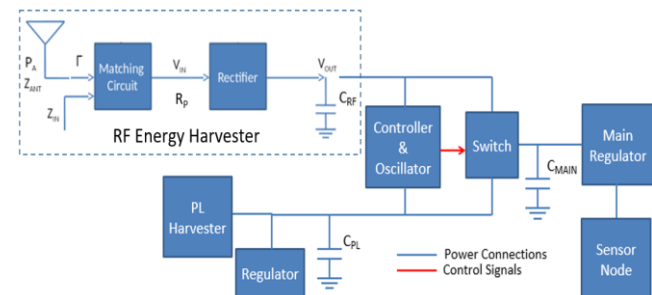 P_A
Z_ANT
Γ
Z_IN
Matching
Circuit
V_IN
R_P
Rectifier
V_OUT
C_RF
RF Energy Harvester
Controller
&
Oscillator
Switch
C_MAIN
Main
Regulator
PL
Harvester
Regulator
C_PL
Power Connections
Control Signals
Sensor
Node